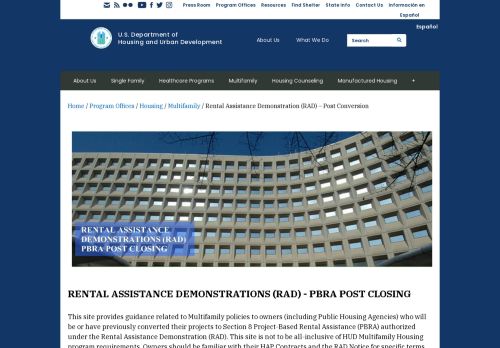 Press Room Program Offices Resources Find Shelter State Info Contact Us Información en
Español
Español
U.S. Department of
Housing and Urban Development
About Us What We Do
Search
About Us Single Family Healthcare Programs Multifamily Housing Counseling Manufactured Housing +
Home / Program Offices / Housing / Multifamily / Rental Assistance Demonstration (RAD) – Post Conversion
RENTAL ASSISTANCE
DEMONSTRATIONS (RAD)
PBRA POST CLOSING
RENTAL ASSISTANCE DEMONSTRATIONS (RAD) - PBRA POST CLOSING
This site provides guidance related to Multifamily policies to owners (including Public Housing Agencies) who will
be or have previously converted their projects to Section 8 Project-Based Rental Assistance (PBRA) authorized
under the Rental Assistance Demonstration (RAD). This site is not to be all-inclusive of HUD Multifamily Housing
program requirements. Owners should be familiar with their HAP Contracts and the RAD Notice for specific terms